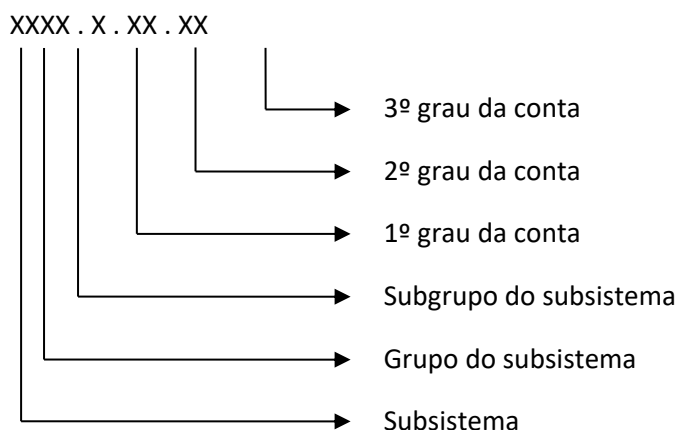 XXXX . X . XX . XX
3º grau da conta
2º grau da conta
1º grau da conta
Subgrupo do subsistema
Grupo do subsistema
Subsistema